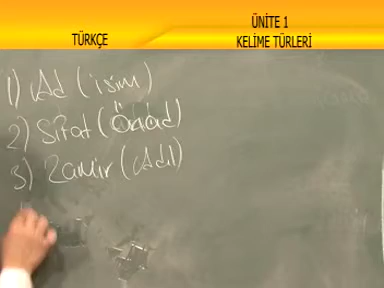 ÜNİTE 1
TÜRKÇE
KELİME TÜRLERİ
1) Ad (isim)
2) Sıfat (Önad)
3) Zamir (Adıl)